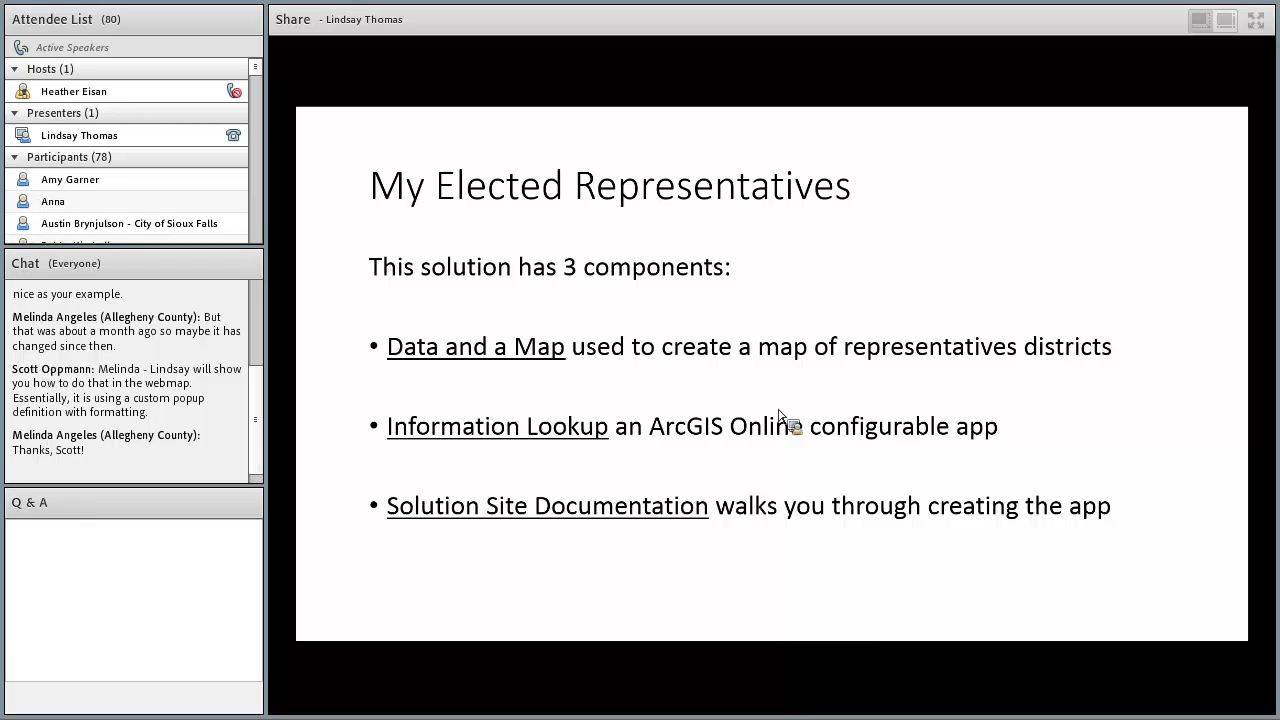 Attendee List (80)
Active Speakers
Hosts (1)
Heather Eisan
Presenters (1)
Lindsay Thomas
Participants (78)
Amy Garner
Anna
Austin Brynjulson - City of Sioux Falls
Chat (Everyone)
nice as your example.
Melinda Angeles (Allegheny County): But
that was about a month ago so maybe it has
changed since then.
Scott Oppmann: Melinda - Lindsay will show
you how to do that in the webmap.
Essentially, it is using a custom popup
definition with formatting.
Melinda Angeles (Allegheny County):
Thanks, Scott!
Q & A
Share - Lindsay Thomas
My Elected Representatives
This solution has 3 components:
• Data and a Map used to create a map of representatives districts
• Information Lookup an ArcGIS Online configurable app
• Solution Site Documentation walks you through creating the app